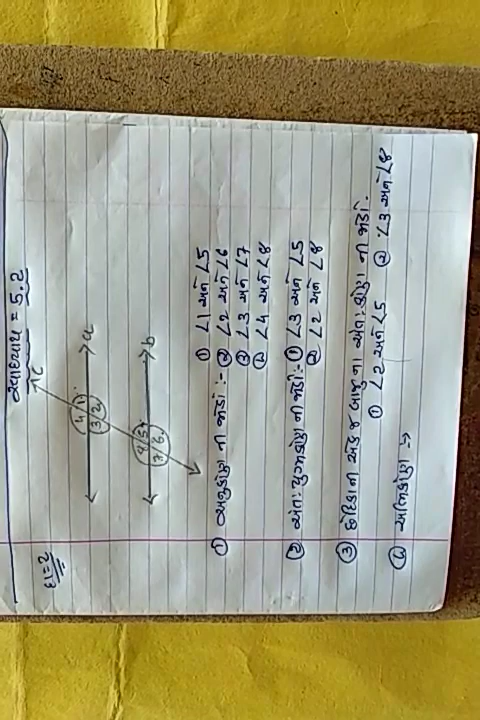 સ્વાધ્યાય = 5.2
દા=2
c
4 1
a
3 2
8 5
b
7 6
① અનુકોણ ની જોડી :- ① ∠1 અને ∠5
② ∠2 અને ∠6
③ ∠3 અને ∠7
④ ∠4 અને ∠8
② અંતઃયુગ્મકોણ ની જોડી:- ① ∠3 અને ∠5
② ∠2 અને ∠8
③ છેદિકાની એક જ બાજુના અંતઃકોણ ની જોડી.
① ∠2 અને ∠5 ② ∠3 અને ∠8
④ અભિકોણ →